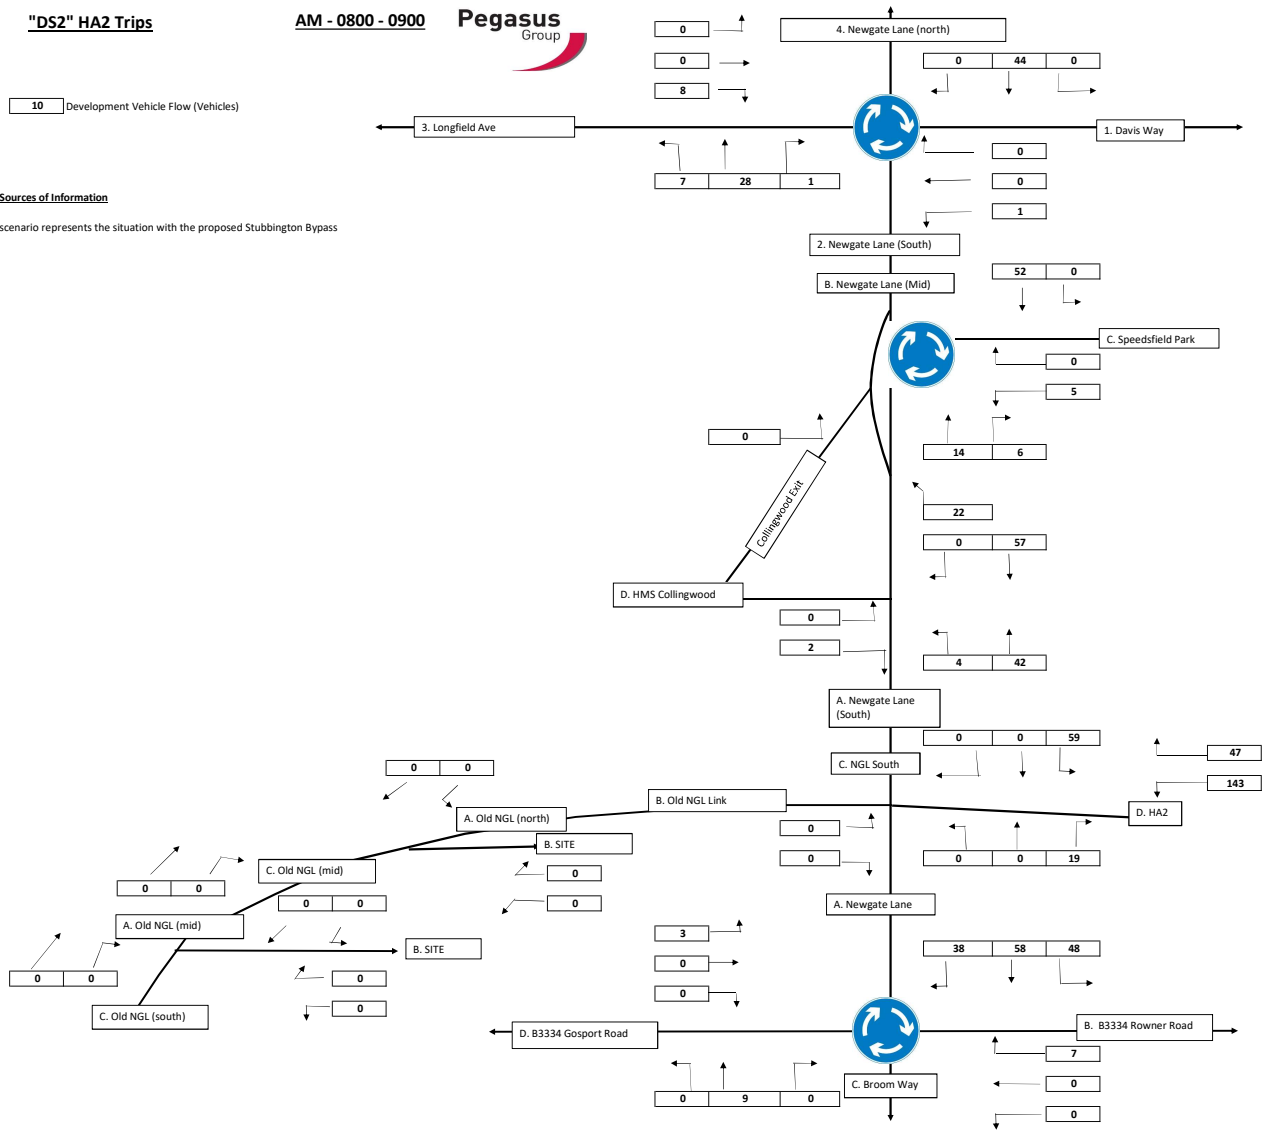 "DS2" HA2 Trips
AM - 0800 - 0900
Pegasus
Group
10 Development Vehicle Flow (Vehicles)
Sources of Information
scenario represents the situation with the proposed Stubbington Bypass
0
0
8
4. Newgate Lane (north)
0 44 0
3. Longfield Ave
1. Davis Way
7 28 1
0
0
1
2. Newgate Lane (South)
B. Newgate Lane (Mid)
52 0
C. Speedsfield Park
0
5
14 6
0
Collingwood Exit
22
0 57
D. HMS Collingwood
0
2
4 42
A. Newgate Lane
(South)
0 0 59
47
143
C. NGL South
0 0
B. Old NGL Link
A. Old NGL (north)
D. HA2
0
0
0 0 19
B. SITE
0
0
C. Old NGL (mid)
0 0
0 0
A. Old NGL (mid)
A. Newgate Lane
B. SITE
0 0
0
0
C. Old NGL (south)
3
0
0
38 58 48
D. B3334 Gosport Road
B. B3334 Rowner Road
7
0
0
0 9 0
C. Broom Way